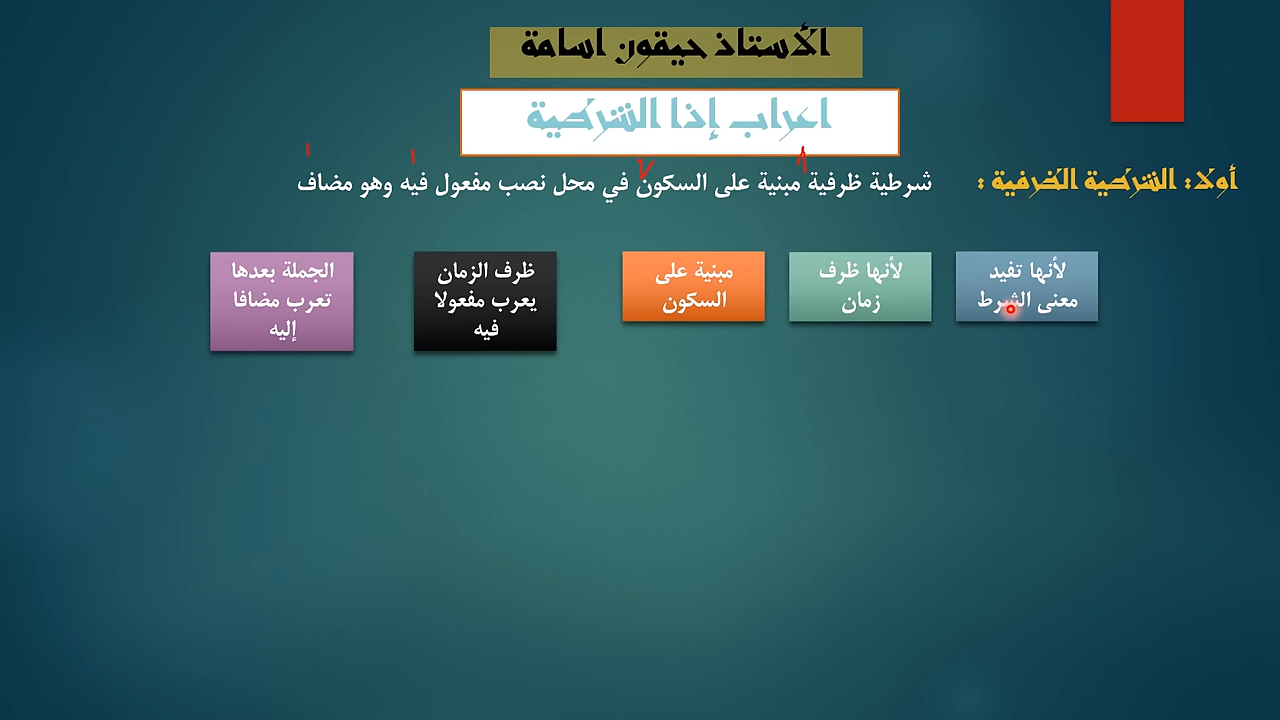 الأستاذ حيقون اسامة
اعراب إذا الشرطية
أولا: الشرطية الظرفية :
شرطية ظرفية مبنية على السكون في محل نصب مفعول فيه وهو مضاف
لأنها تفيد
معنى الشرط
لأنها ظرف
زمان
مبنية على
السكون
ظرف الزمان
يعرب مفعولا
فيه
الجملة بعدها
تعرب مضافا
إليه